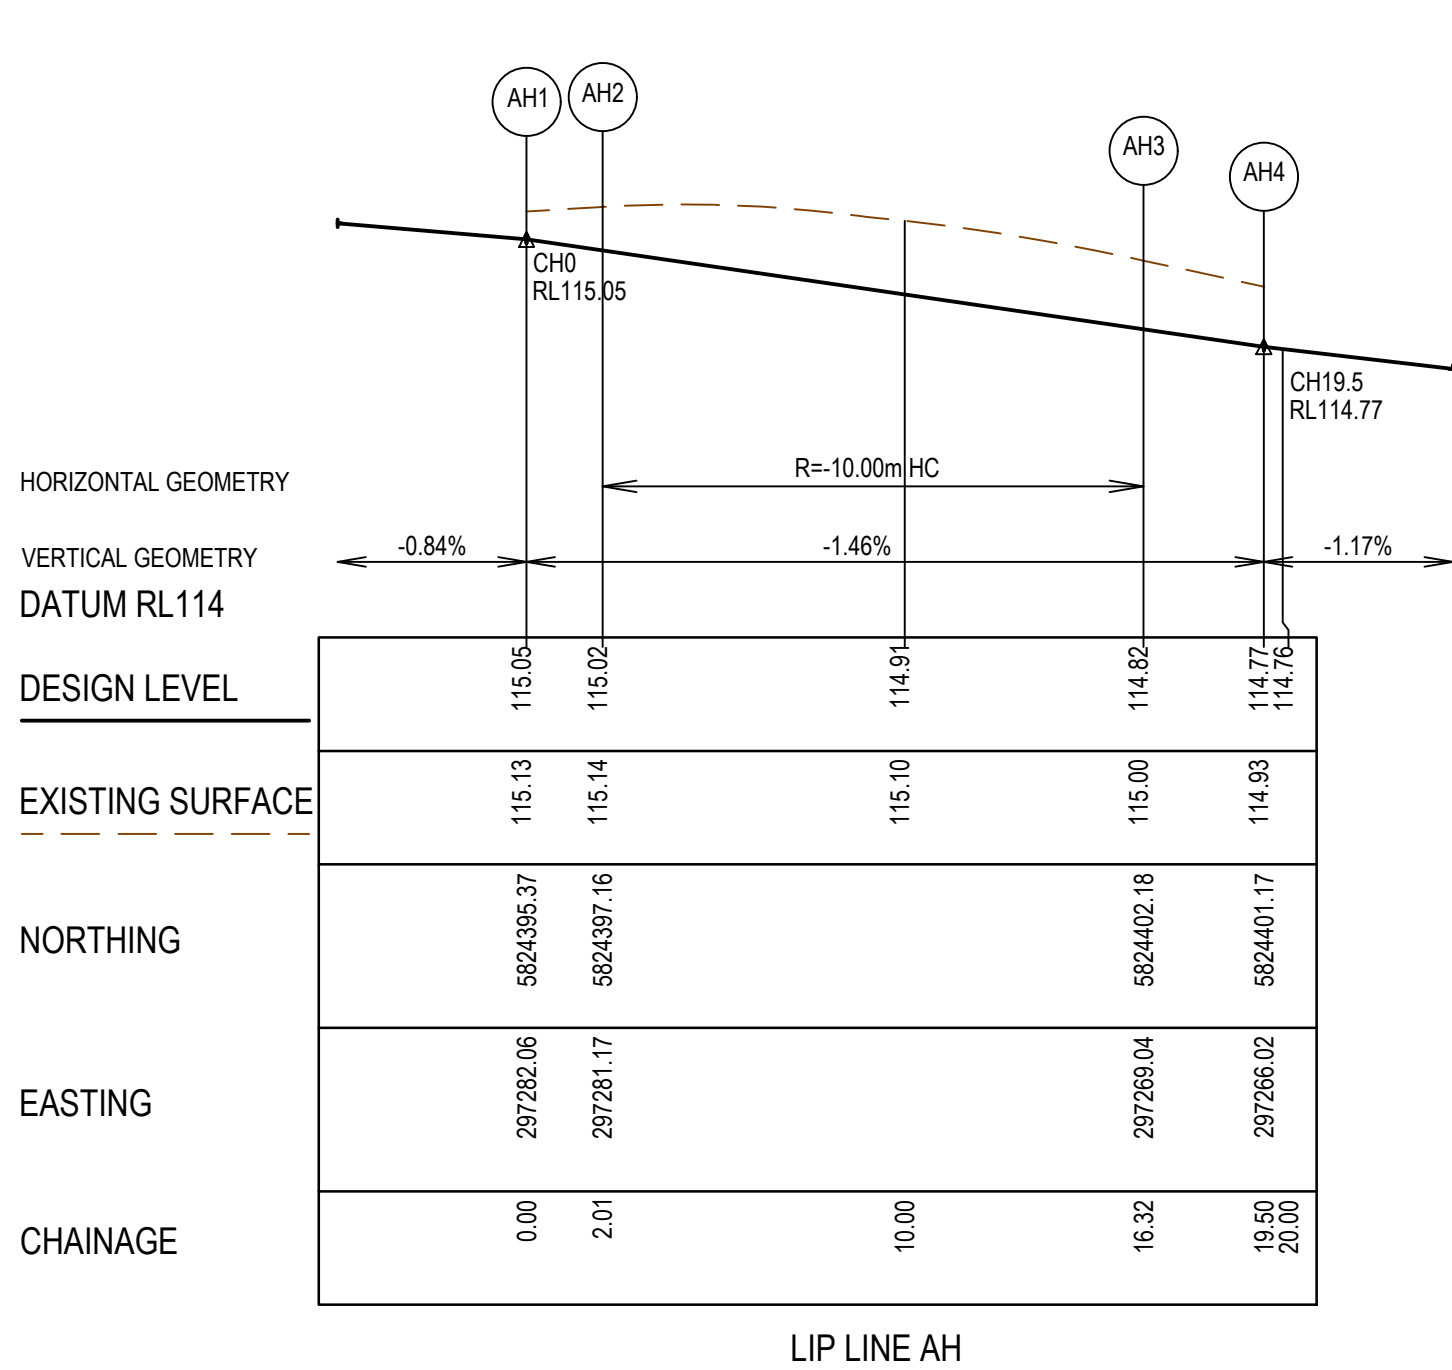 AH1
AH2
AH3
AH4
CH0
RL115.05
CH19.5
RL114.77
HORIZONTAL GEOMETRY
R=-10.00m HC
VERTICAL GEOMETRY
-0.84%
-1.46%
-1.17%
DATUM RL114
DESIGN LEVEL
115.05
115.02
114.91
114.82
114.77
114.76
EXISTING SURFACE
115.13
115.14
115.10
115.00
114.93
NORTHING
5824395.37
5824397.16
5824402.18
5824401.17
EASTING
297282.06
297281.17
297269.04
297266.02
CHAINAGE
0.00
2.01
10.00
16.32
19.50
20.00
LIP LINE AH